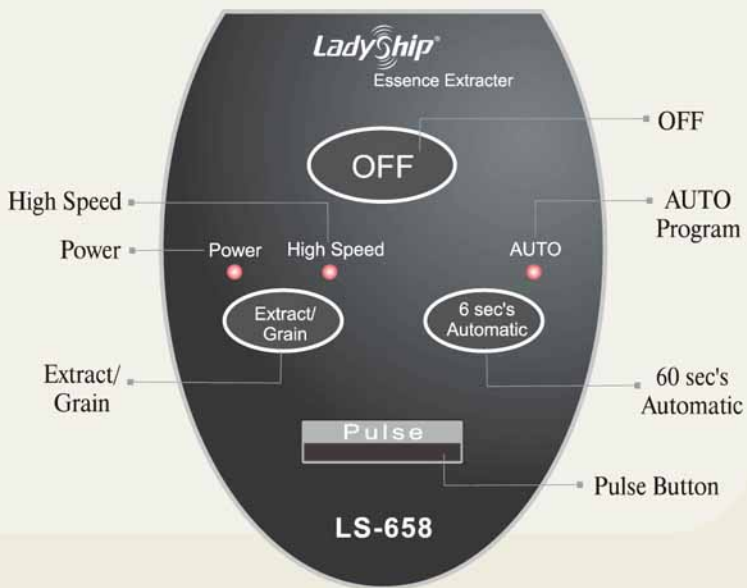 LadyShip®
Essence Extracter
OFF
OFF
High Speed
AUTO
Program
Power
Power
High Speed
AUTO
Extract/
Grain
6 sec's
Automatic
Extract/
Grain
60 sec's
Automatic
Pulse
Pulse Button
LS-658